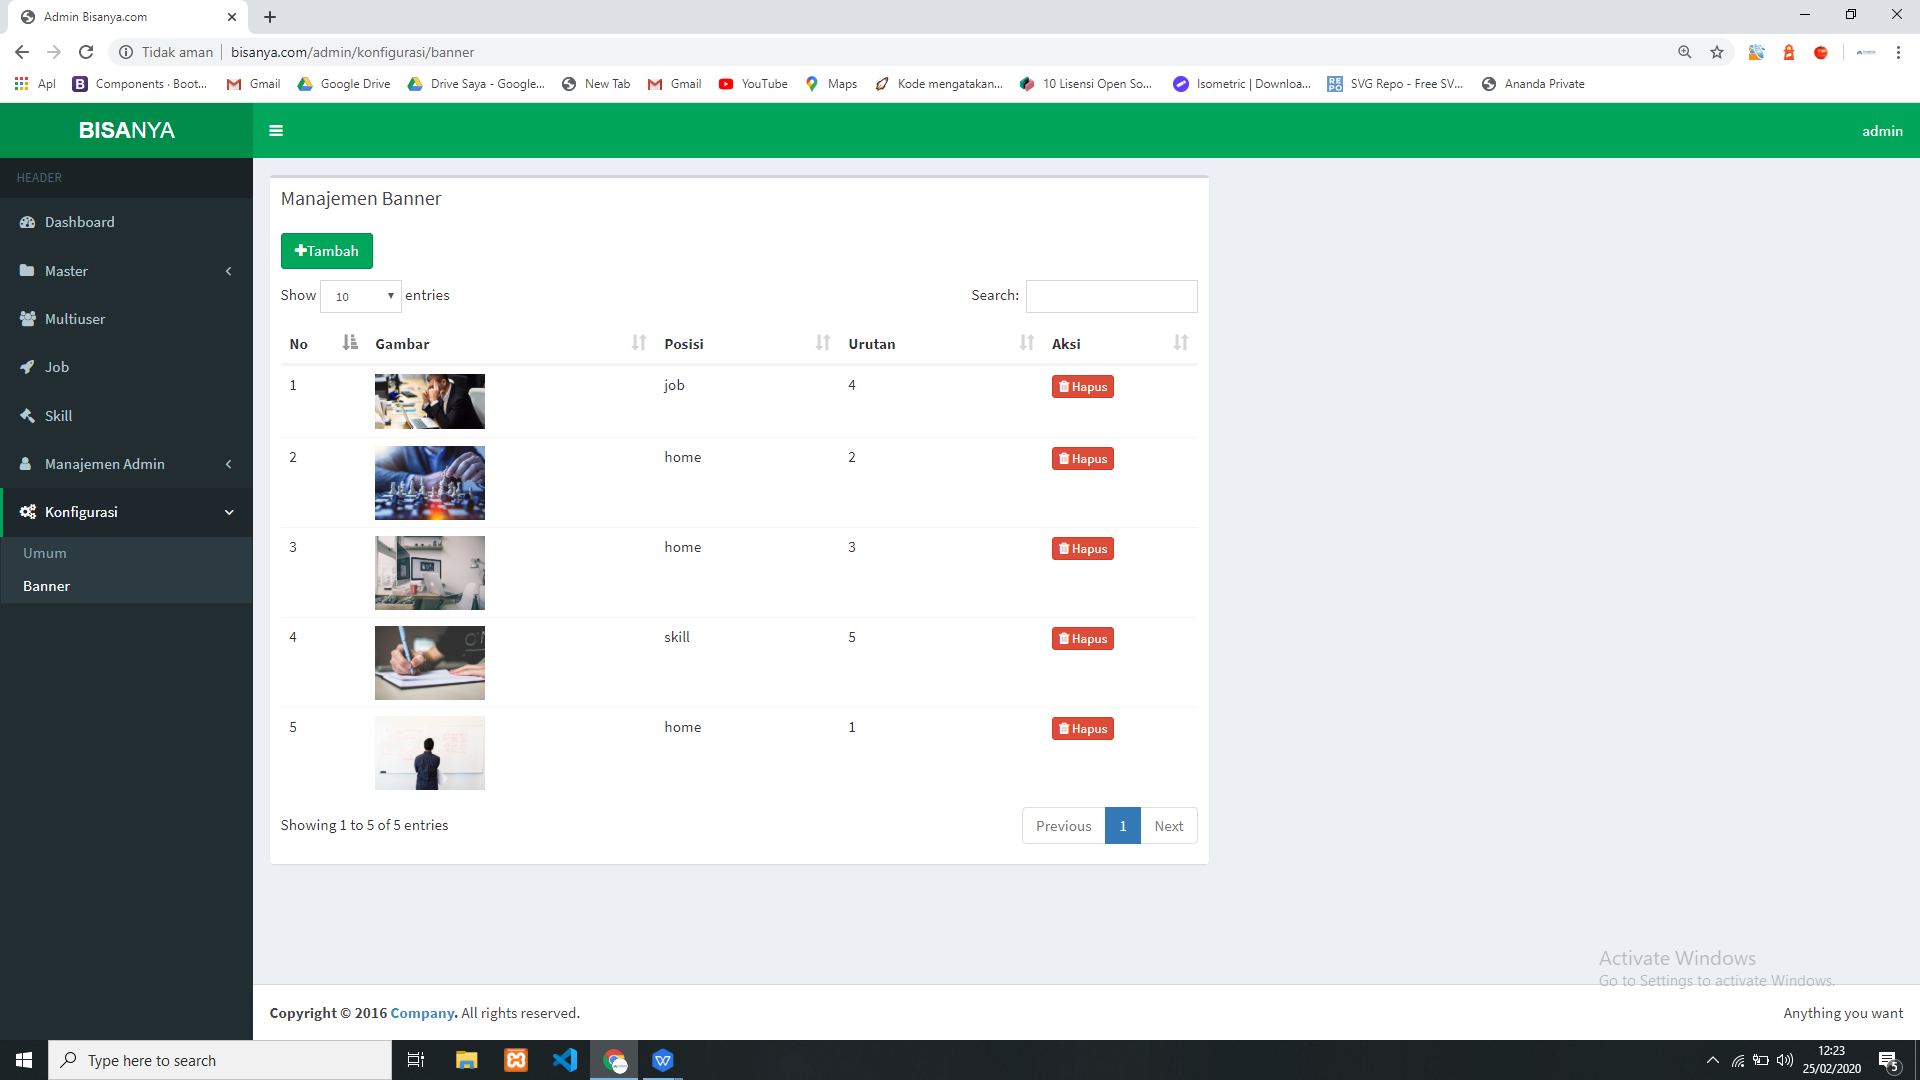 Admin Bisanya.com
Tidak aman | bisanya.com/admin/konfigurasi/banner
Apl Components · Boot... Gmail Google Drive Drive Saya - Google... New Tab Gmail YouTube Maps Kode mengatakan... 10 Lisensi Open So... Isometric | Downloa... SVG Repo - Free SV... Ananda Private
BISANYA
admin
HEADER
Dashboard
Master
Multiuser
Job
Skill
Manajemen Admin
Konfigurasi
Umum
Banner
Manajemen Banner
Tambah
Show 10 entries
Search:
No Gambar Posisi Urutan Aksi
1 job 4 Hapus
2 home 2 Hapus
3 home 3 Hapus
4 skill 5 Hapus
5 home 1 Hapus
Showing 1 to 5 of 5 entries
Previous 1 Next
Activate Windows
Go to Settings to activate Windows.
Copyright © 2016 Company. All rights reserved.
Anything you want
Type here to search
12:23
25/02/2020
5